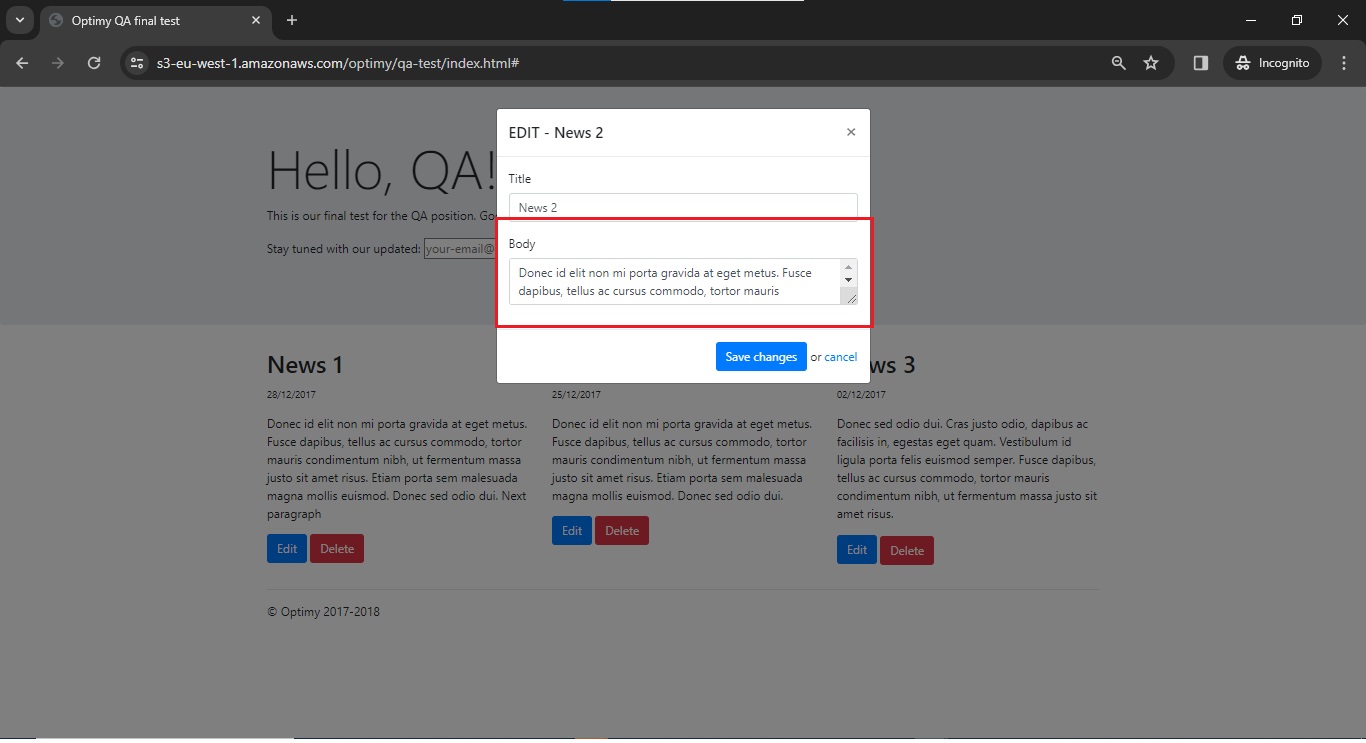 Optimy QA final test
s3-eu-west-1.amazonaws.com/optimy/qa-test/index.html#
Incognito
EDIT - News 2
×
Title
News 2
Body
Donec id elit non mi porta gravida at eget metus. Fusce
dapibus, tellus ac cursus commodo, tortor mauris
Save changes or cancel
Hello, QA!
This is our final test for the QA position. Go
Stay tuned with our updated: your-email@
News 1
28/12/2017
Donec id elit non mi porta gravida at eget metus.
Fusce dapibus, tellus ac cursus commodo, tortor
mauris condimentum nibh, ut fermentum massa
justo sit amet risus. Etiam porta sem malesuada
magna mollis euismod. Donec sed odio dui. Next
paragraph
Edit Delete
25/12/2017
Donec id elit non mi porta gravida at eget metus.
Fusce dapibus, tellus ac cursus commodo, tortor
mauris condimentum nibh, ut fermentum massa
justo sit amet risus. Etiam porta sem malesuada
magna mollis euismod. Donec sed odio dui.
Edit Delete
ws 3
02/12/2017
Donec sed odio dui. Cras justo odio, dapibus ac
facilisis in, egestas eget quam. Vestibulum id
ligula porta felis euismod semper. Fusce dapibus,
tellus ac cursus commodo, tortor mauris
condimentum nibh, ut fermentum massa justo sit
amet risus.
Edit Delete
© Optimy 2017-2018